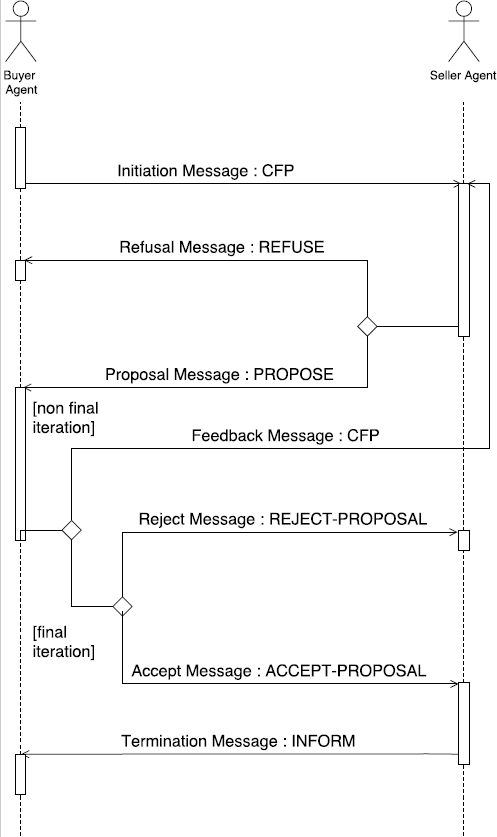 Buyer
Agent
Seller Agent
Initiation Message : CFP
Refusal Message : REFUSE
Proposal Message : PROPOSE
[non final
iteration]
Feedback Message : CFP
Reject Message : REJECT-PROPOSAL
[final
iteration]
Accept Message : ACCEPT-PROPOSAL
Termination Message : INFORM